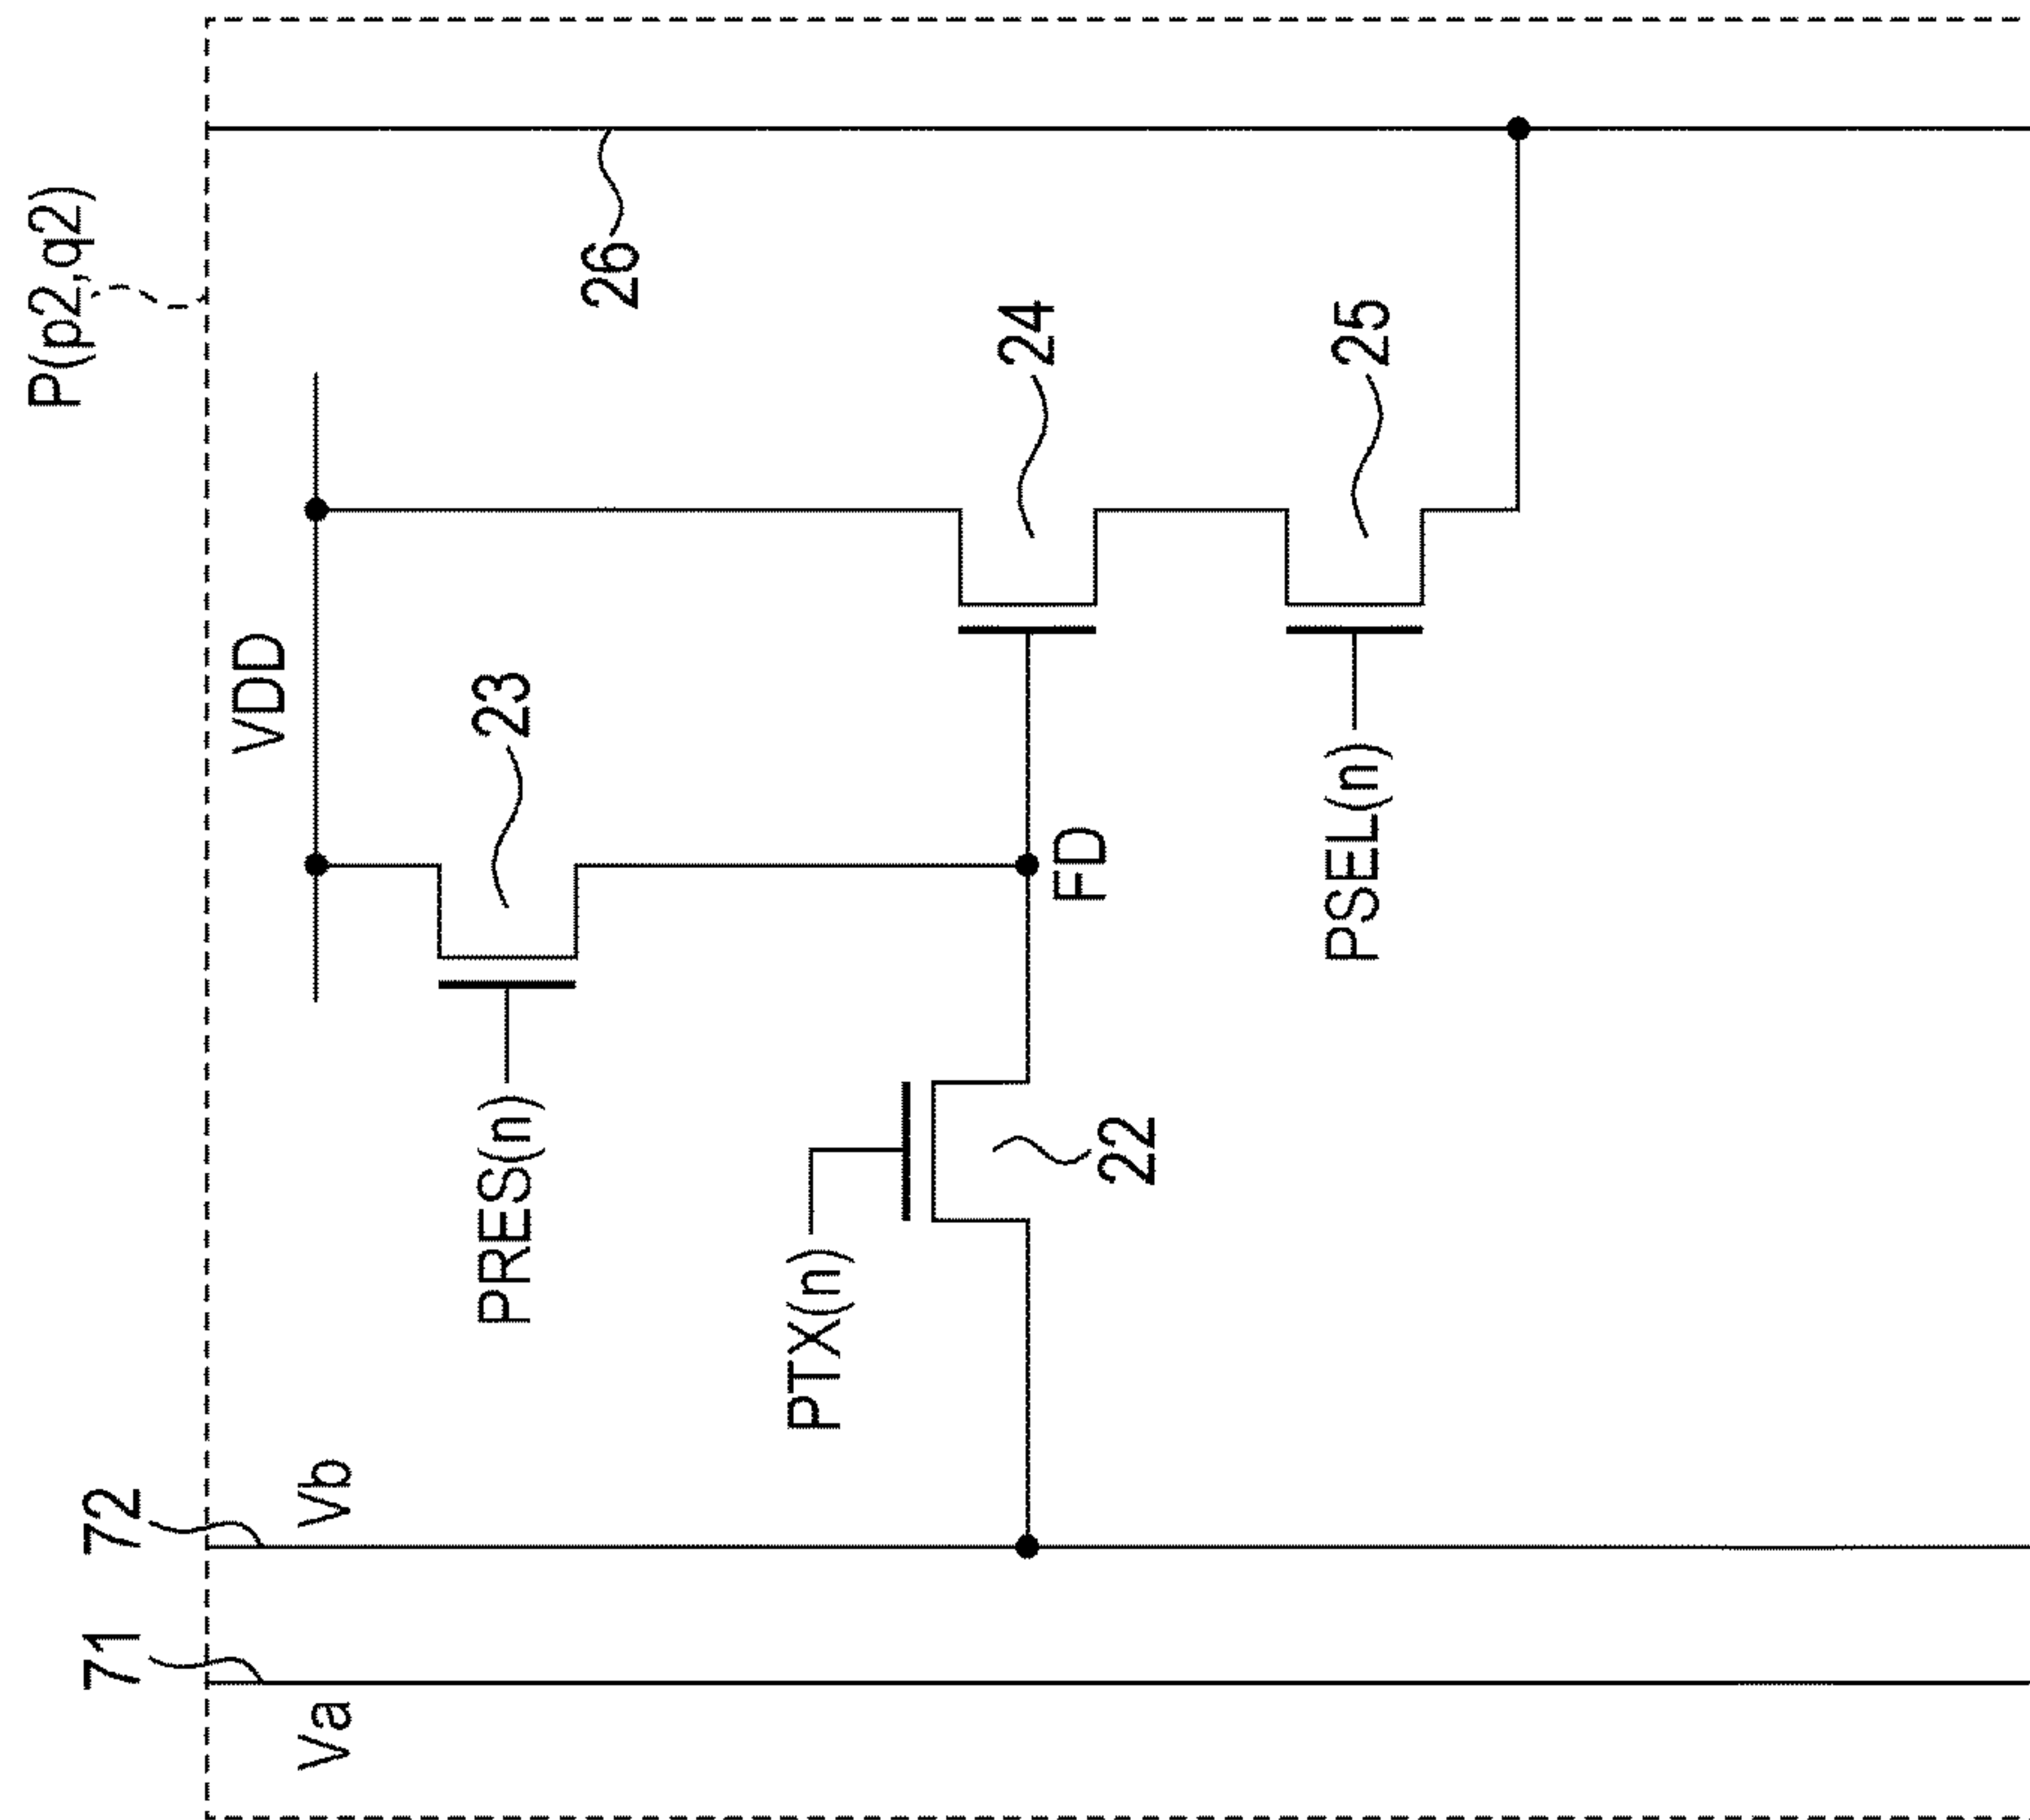 P(p2,q2)
26
24
25
VDD
23
FD
PSEL(n)
PRES(n)
22
PTX(n)
72
Vb
71
Va